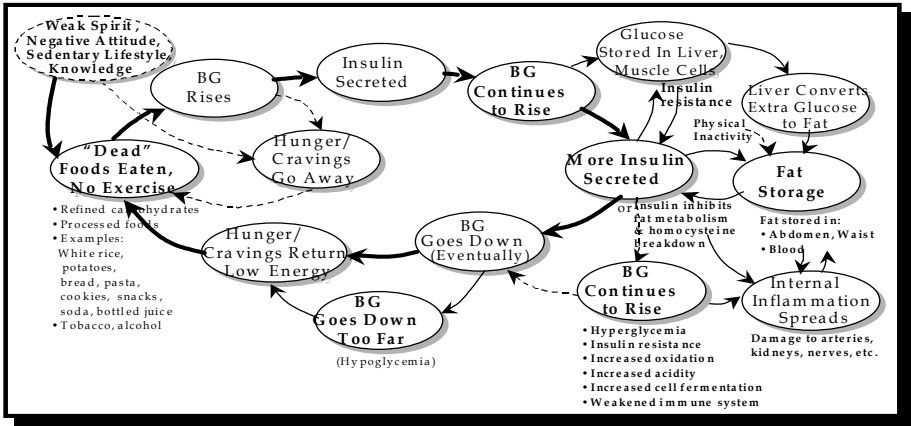 Weak Spirit,
Negative Attitude,
Sedentary Lifestyle,
Knowledge
BG
Rises
Insulin
Secreted
BG
Continues
to Rise
Glucose
Stored In Liver,
Muscle Cells
Insulin
resistance
Liver Converts
Extra Glucose
to Fat
Physical
Inactivity
"Dead"
Foods Eaten,
No Exercise
Hunger/
Cravings
Go Away
More Insulin
Secreted
Fat
Storage
• Refined carbohydrates
• Processed foods
• Examples:
White rice,
potatoes,
bread, pasta,
cookies, snacks,
soda, bottled juice
• Tobacco, alcohol
Hunger/
Cravings Return
Low Energy
BG
Goes Down
(Eventually)
or
Insulin inhibits
fat metabolism
& homocysteine
breakdown
Fat stored in:
• Abdomen, Waist
• Blood
BG
Goes Down
Too Far
(Hypoglycemia)
BG
Continues
to Rise
Internal
Inflammation
Spreads
• Hyperglycemia
• Insulin resistance
• Increased oxidation
• Increased acidity
• Increased cell fermentation
• Weakened immune system
Damage to arteries,
kidneys, nerves, etc.